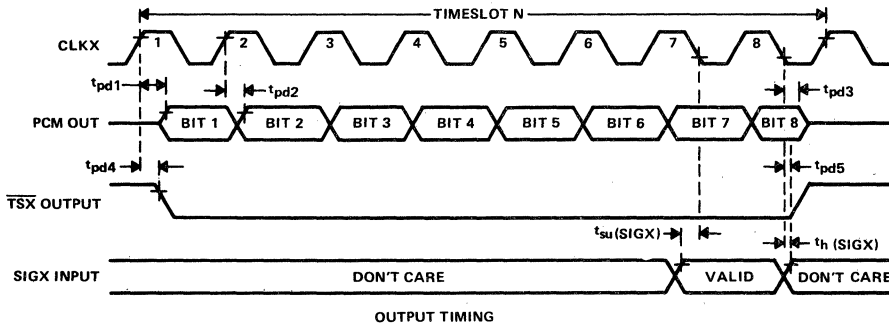 TIMESLOT N
CLKX 1 2 3 4 5 6 7 8
tpd1 tpd2 tpd3
PCM OUT BIT 1 BIT 2 BIT 3 BIT 4 BIT 5 BIT 6 BIT 7 BIT 8
tpd4 tpd5
TSX OUTPUT
tsu(SIGX) th (SIGX)
SIGX INPUT DON'T CARE VALID DON'T CARE
OUTPUT TIMING